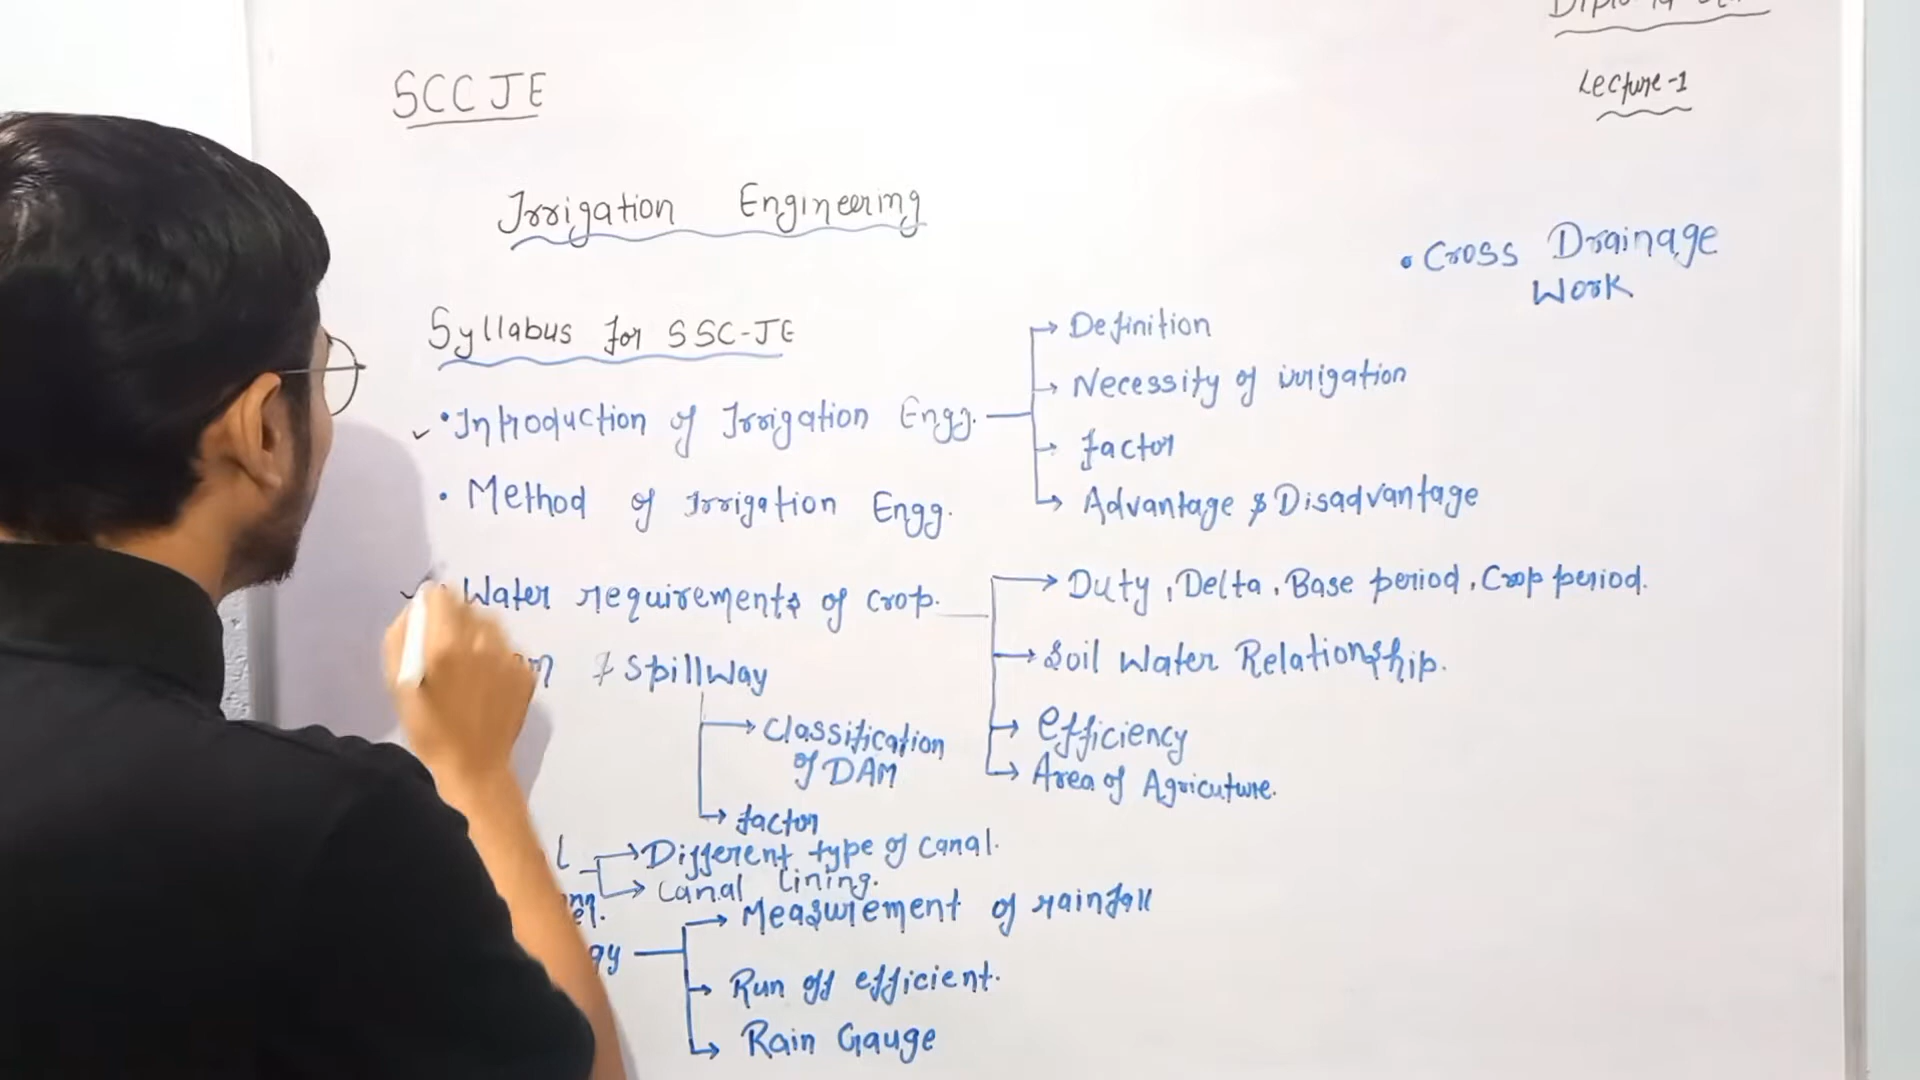 Lecture-1
SCC JE
Irrigation Engineering
• Cross Drainage
Work
Syllabus for SSC-JE
• Introduction of Irrigation Engg.
→ Definition
→ Necessity of irrigation
→ factor
→ Advantage & Disadvantage
• Method of Irrigation Engg.
Water requirements of crop.
→ Duty, Delta, Base period, Crop period.
→ Soil Water Relationship.
→ Efficiency
→ Area of Agricuture.
& Spillway
→ Classification
of DAM
→ factor
→ Different type of canal.
→ Canal Lining.
→ Measurement of rainfall
→ Run off efficient.
→ Rain Gauge